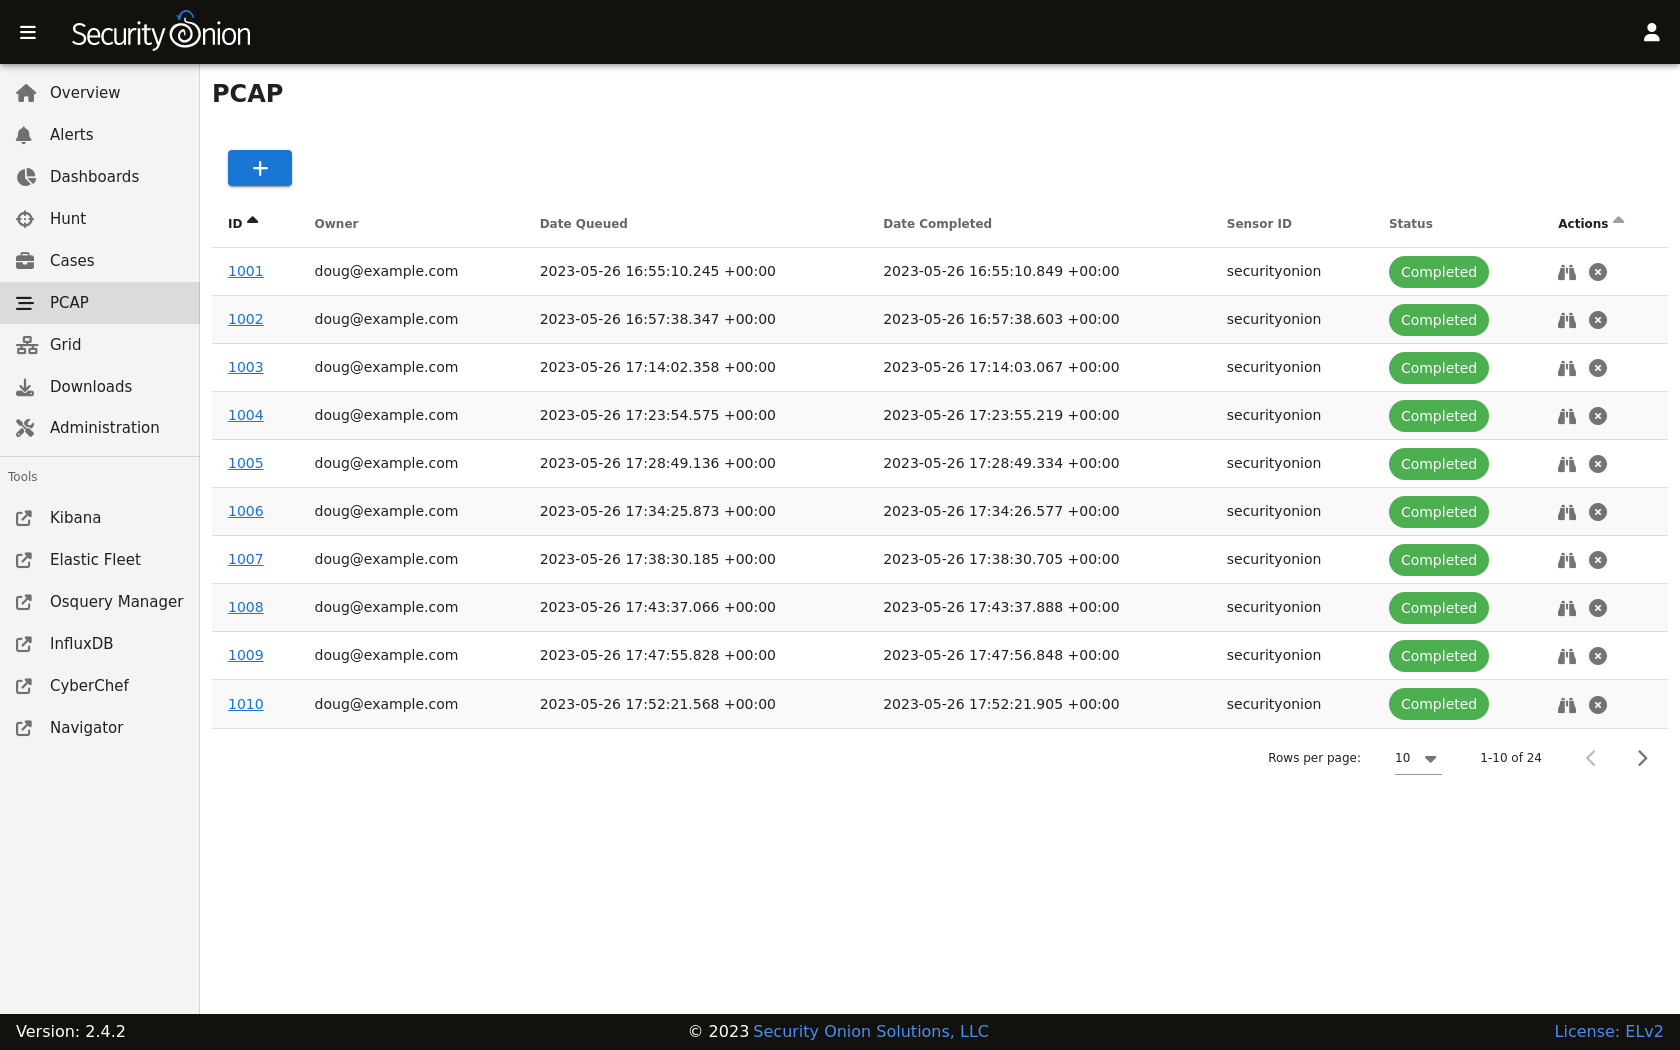 Security Onion
Overview
Alerts
Dashboards
Hunt
Cases
PCAP
Grid
Downloads
Administration
Tools
Kibana
Elastic Fleet
Osquery Manager
InfluxDB
CyberChef
Navigator
PCAP
+
ID Owner Date Queued Date Completed Sensor ID Status Actions
1001 doug@example.com 2023-05-26 16:55:10.245 +00:00 2023-05-26 16:55:10.849 +00:00 securityonion Completed
1002 doug@example.com 2023-05-26 16:57:38.347 +00:00 2023-05-26 16:57:38.603 +00:00 securityonion Completed
1003 doug@example.com 2023-05-26 17:14:02.358 +00:00 2023-05-26 17:14:03.067 +00:00 securityonion Completed
1004 doug@example.com 2023-05-26 17:23:54.575 +00:00 2023-05-26 17:23:55.219 +00:00 securityonion Completed
1005 doug@example.com 2023-05-26 17:28:49.136 +00:00 2023-05-26 17:28:49.334 +00:00 securityonion Completed
1006 doug@example.com 2023-05-26 17:34:25.873 +00:00 2023-05-26 17:34:26.577 +00:00 securityonion Completed
1007 doug@example.com 2023-05-26 17:38:30.185 +00:00 2023-05-26 17:38:30.705 +00:00 securityonion Completed
1008 doug@example.com 2023-05-26 17:43:37.066 +00:00 2023-05-26 17:43:37.888 +00:00 securityonion Completed
1009 doug@example.com 2023-05-26 17:47:55.828 +00:00 2023-05-26 17:47:56.848 +00:00 securityonion Completed
1010 doug@example.com 2023-05-26 17:52:21.568 +00:00 2023-05-26 17:52:21.905 +00:00 securityonion Completed
Rows per page: 10 1-10 of 24
Version: 2.4.2 © 2023 Security Onion Solutions, LLC License: ELv2